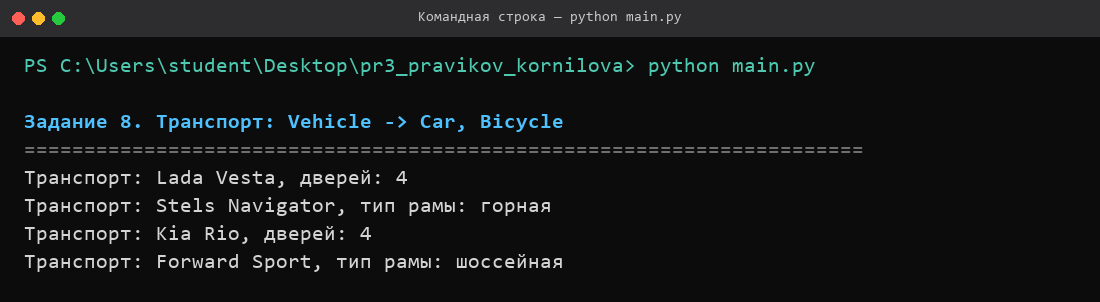 Командная строка — python main.py
PS C:\Users\student\Desktop\pr3_pravikov_kornilova> python main.py
Задание 8. Транспорт: Vehicle -> Car, Bicycle
======================================================================
Транспорт: Lada Vesta, дверей: 4
Транспорт: Stels Navigator, тип рамы: горная
Транспорт: Kia Rio, дверей: 4
Транспорт: Forward Sport, тип рамы: шоссейная